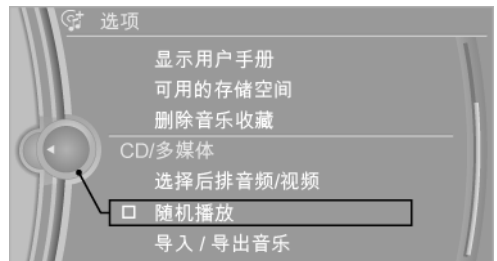 选项
显示用户手册
可用的存储空间
删除音乐收藏
CD/多媒体
选择后排音频/视频
随机播放
导入 / 导出音乐